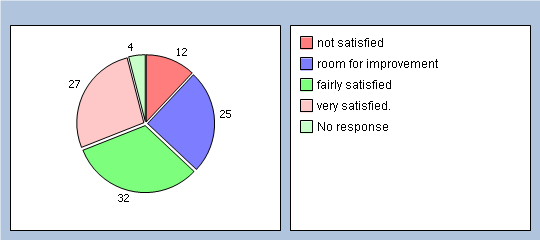 4
12
27
25
32
not satisfied
room for improvement
fairly satisfied
very satisfied.
No response